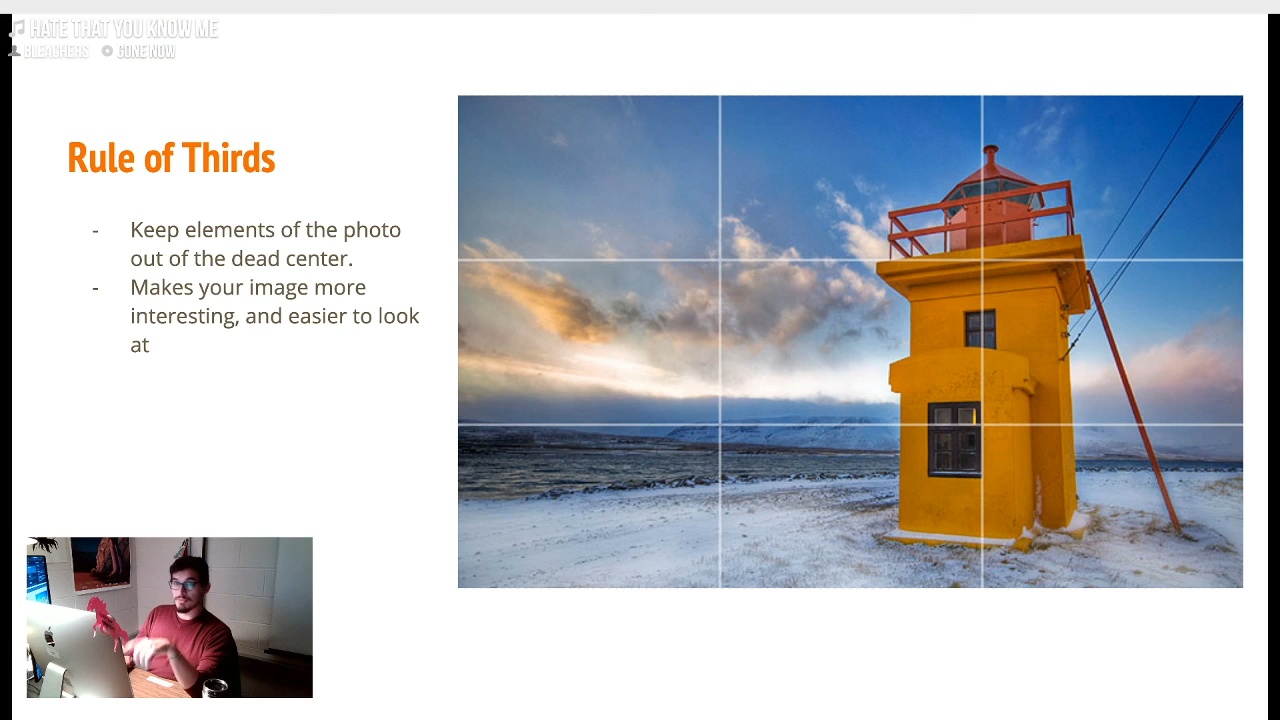 HATE THAT YOU KNOW ME
BLEACHERS GONE NOW
Rule of Thirds
- Keep elements of the photo
out of the dead center.
- Makes your image more
interesting, and easier to look
at